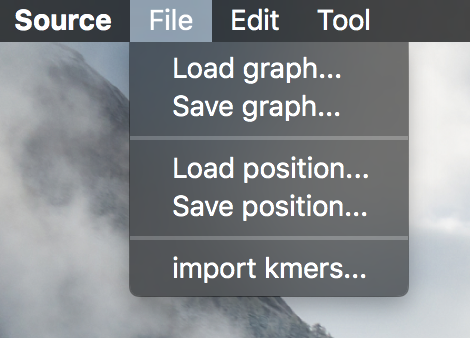 Source File Edit Tool
Load graph...
Save graph...
Load position...
Save position...
import kmers...